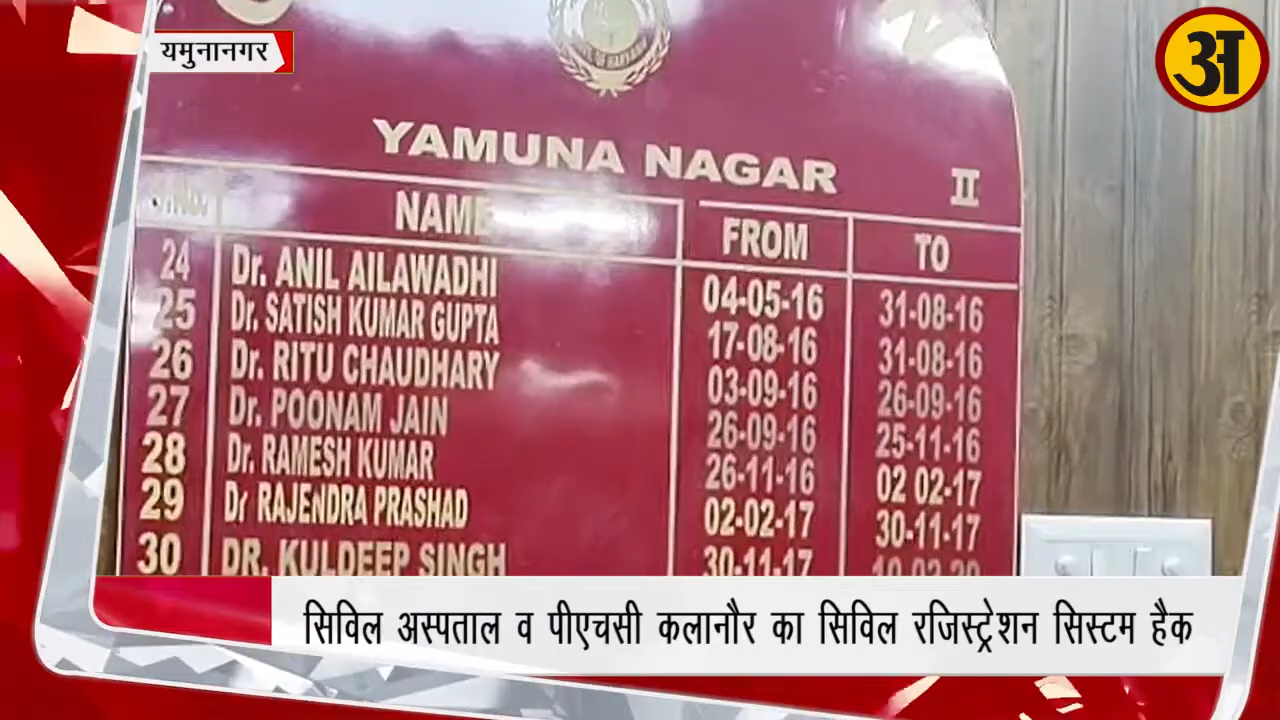 यमुनानगर
अ
YAMUNA NAGAR II
NAME FROM TO
24 Dr. ANIL AILAWADHI 04-05-16 31-08-16
25 Dr. SATISH KUMAR GUPTA 17-08-16 31-08-16
26 Dr. RITU CHAUDHARY 03-09-16 26-09-16
27 Dr. POONAM JAIN 26-09-16 25-11-16
28 Dr. RAMESH KUMAR 26-11-16 02 02-17
29 Dr RAJENDRA PRASHAD 02-02-17 30-11-17
30 DR. KULDEEP SINGH 30-11-17
सिविल अस्पताल व पीएचसी कलानौर का सिविल रजिस्ट्रेशन सिस्टम हैक